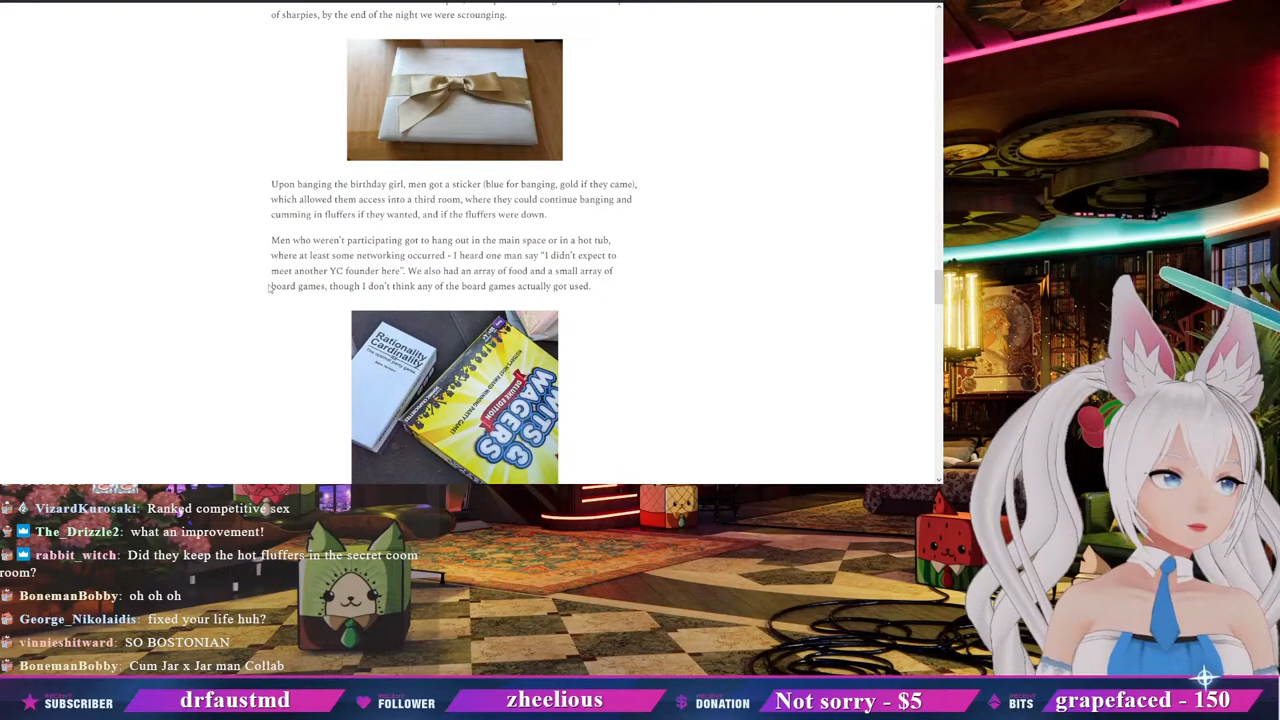 of sharpies, by the end of the night we were scrounging.
Upon banging the birthday girl, men got a sticker (blue for banging, gold if they came),
which allowed them access into a third room, where they could continue banging and
cumming in fluffers if they wanted, and if the fluffers were down.
Men who weren't participating got to hang out in the main space or in a hot tub,
where at least some networking occurred - I heard one man say “I didn't expect to
meet another YC founder here”. We also had an array of food and a small array of
board games, though I don't think any of the board games actually got used.
Rationality
Cardinality
WITS &
WAGERS
DELUXE EDITION
VizardKurosaki: Ranked competitive sex
The_Drizzle2: what an improvement!
rabbit_witch: Did they keep the hot fluffers in the secret coom
room?
BonemanBobby: oh oh oh
George_Nikolaidis: fixed your life huh?
vinnieshitward: SO BOSTONIAN
BonemanBobby: Cum Jar x Jar man Collab
RECENT
SUBSCRIBER
drfaustmd
RECENT
FOLLOWER
zheelious
RECENT
DONATION
Not sorry - $5
RECENT
BITS
grapefaced - 150